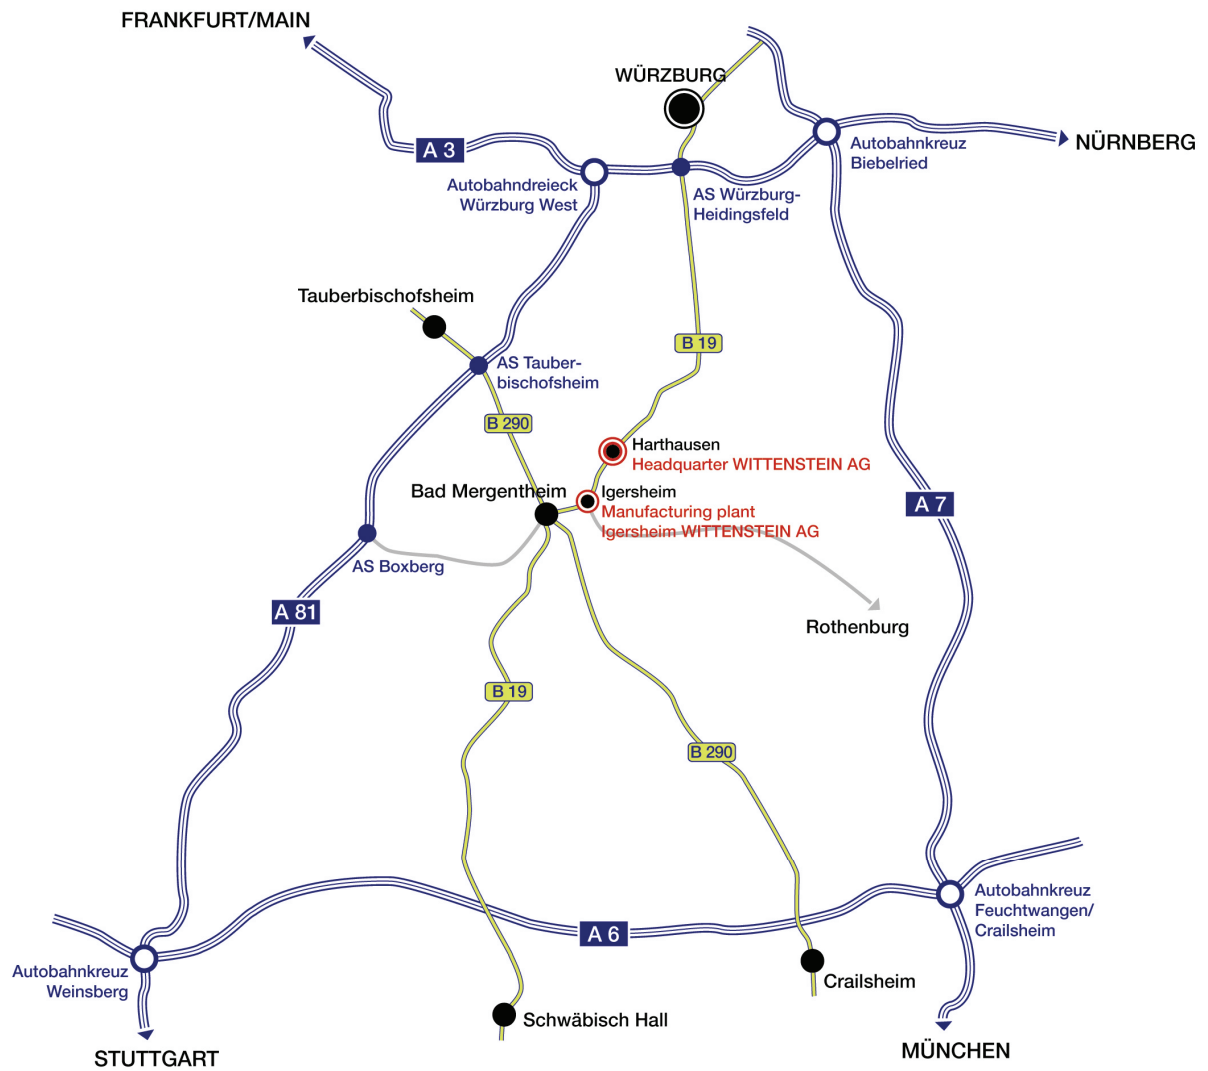 FRANKFURT/MAIN
WÜRZBURG
A 3
NÜRNBERG
Autobahnkreuz
Biebelried
Autobahndreieck
Würzburg West
AS Würzburg-
Heidingsfeld
Tauberbischofsheim
B 19
AS Tauber-
bischofsheim
B 290
Harthausen
Headquarter WITTENSTEIN AG
Bad Mergentheim
Igersheim
Manufacturing plant
Igersheim WITTENSTEIN AG
A 7
AS Boxberg
A 81
Rothenburg
B 19
B 290
Autobahnkreuz
Feuchtwangen/
Crailsheim
A 6
Autobahnkreuz
Weinsberg
Crailsheim
Schwäbisch Hall
STUTTGART
MÜNCHEN